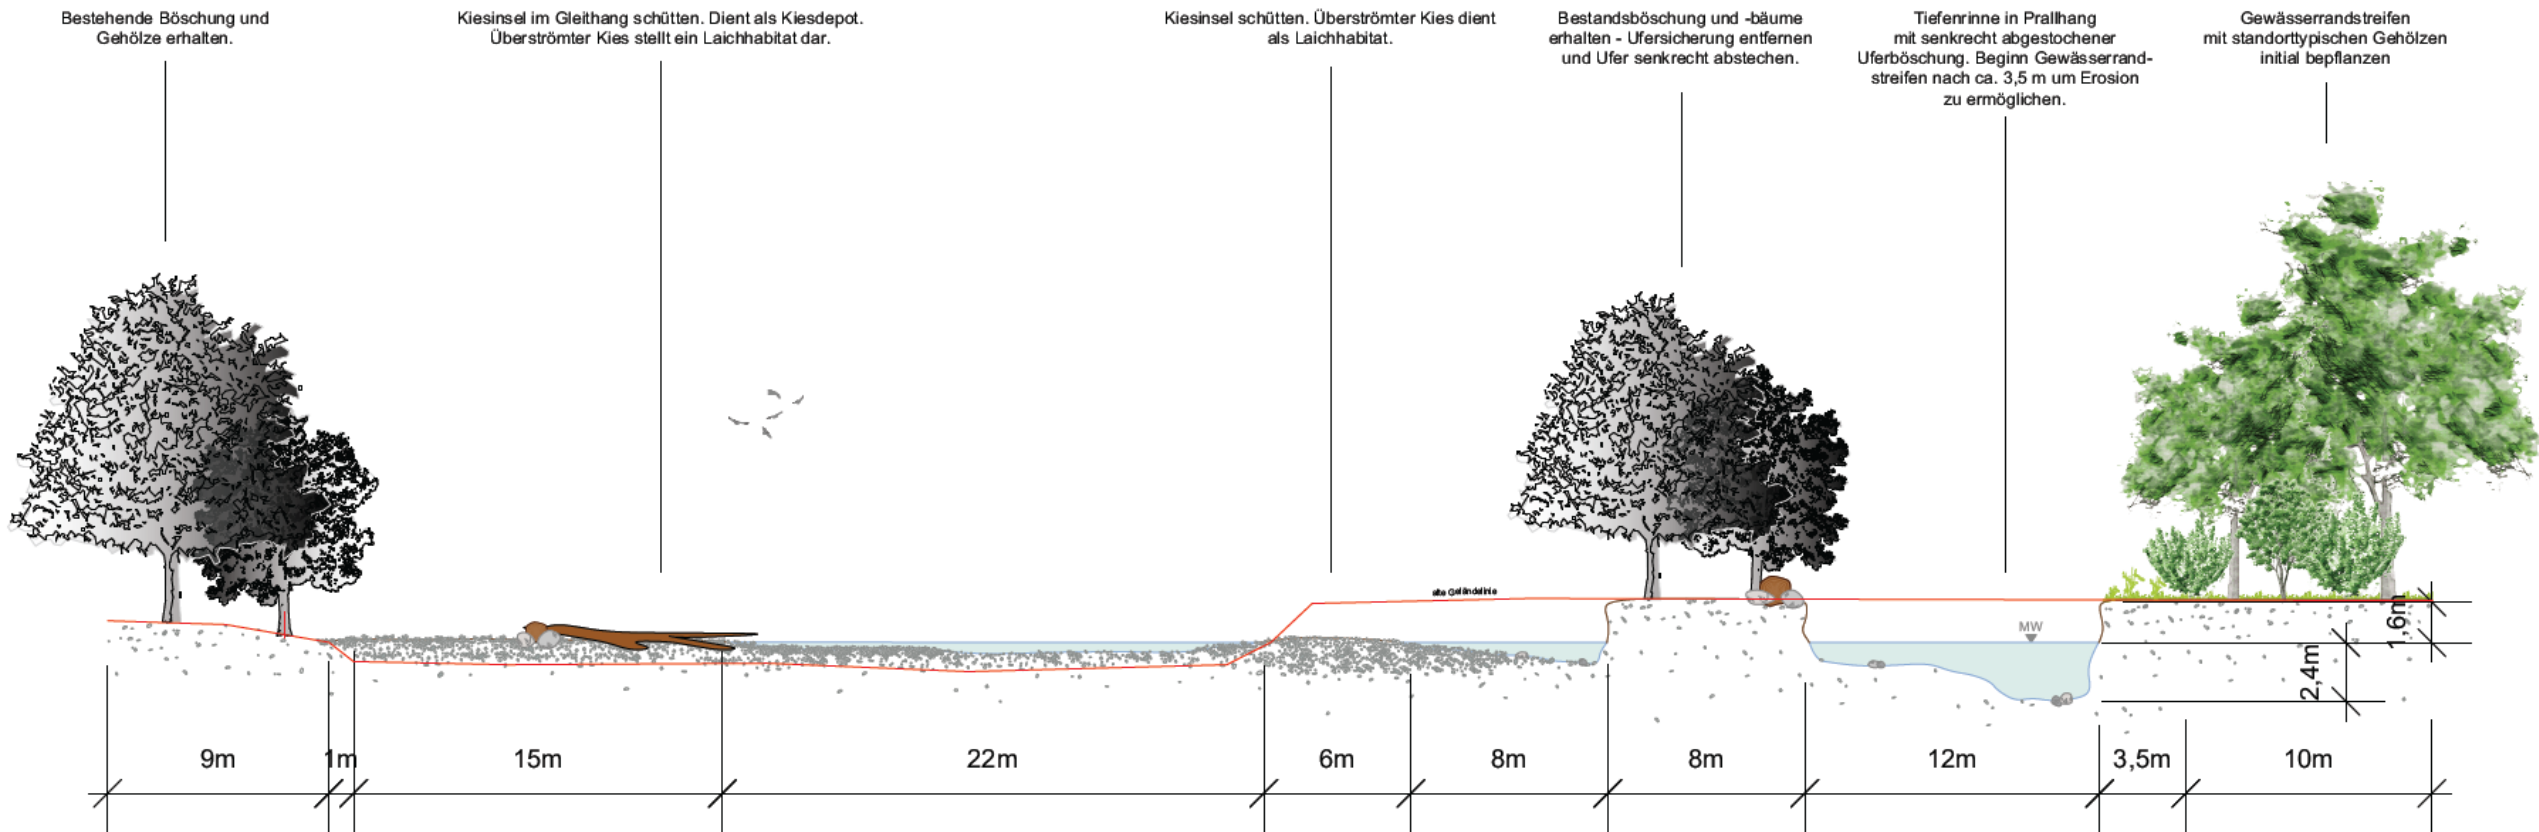 Bestehende Böschung und
Gehölze erhalten.
Kiesinsel im Gleithang schütten. Dient als Kiesdepot.
Überströmter Kies stellt ein Laichhabitat dar.
Kiesinsel schütten. Überströmter Kies dient
als Laichhabitat.
Bestandsböschung und -bäume
erhalten - Ufersicherung entfernen
und Ufer senkrecht abstechen.
Tiefenrinne in Prallhang
mit senkrecht abgestochener
Uferböschung. Beginn Gewässerrand-
streifen nach ca. 3,5 m um Erosion
zu ermöglichen.
Gewässerrandstreifen
mit standorttypischen Gehölzen
initial bepflanzen
alte Geländelinie
MW
1,6m
2,4m
9m
1m
15m
22m
6m
8m
8m
12m
3,5m
10m